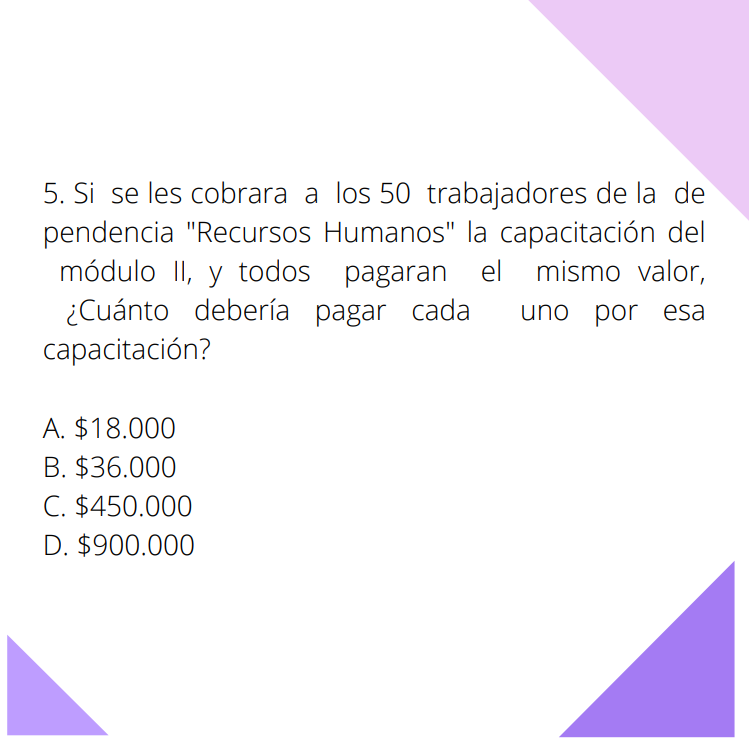 5. Si se les cobrara a los 50 trabajadores de la de
pendencia "Recursos Humanos" la capacitación del
módulo II, y todos pagaran el mismo valor,
¿Cuánto debería pagar cada uno por esa
capacitación?
A. $18.000
B. $36.000
C. $450.000
D. $900.000